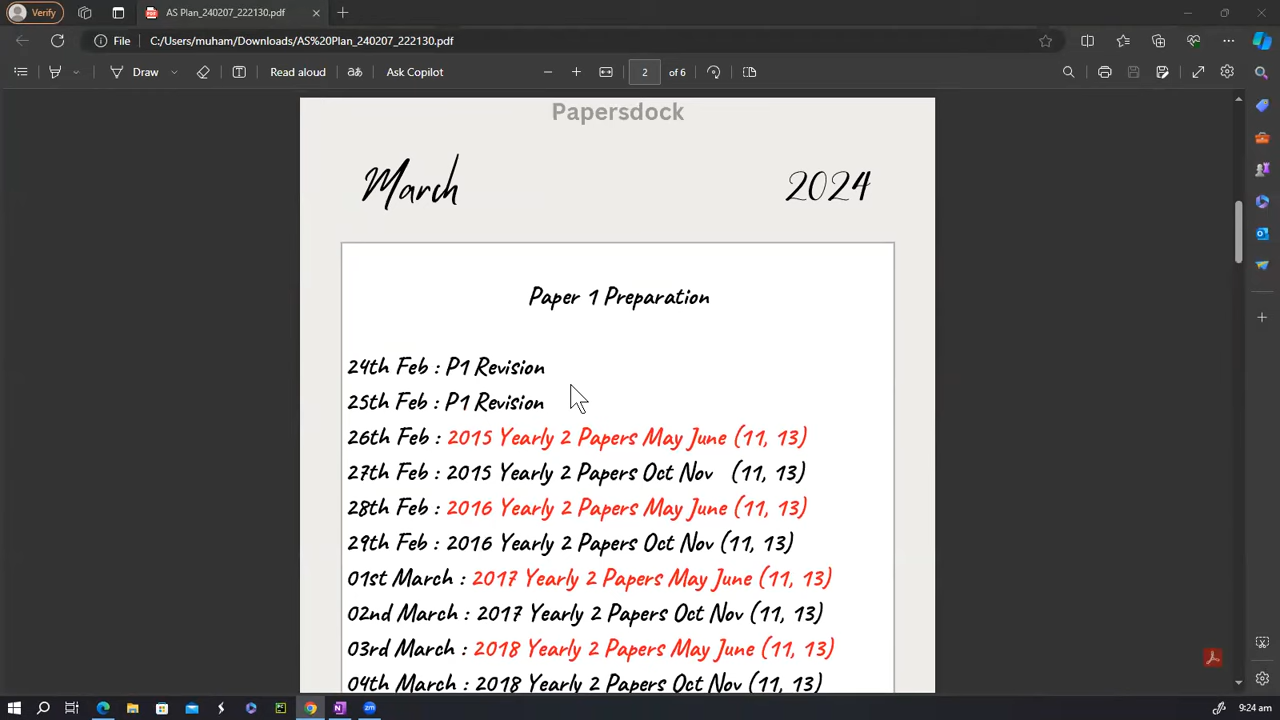 Verify
AS Plan_240207_222130.pdf
File
C:/Users/muham/Downloads/AS%20Plan_240207_222130.pdf
Draw
Read aloud
Ask Copilot
2
of 6
Papersdock
March
2024
Paper 1 Preparation
24th Feb : P1 Revision
25th Feb : P1 Revision
26th Feb : 2015 Yearly 2 Papers May June (11, 13)
27th Feb : 2015 Yearly 2 Papers Oct Nov (11, 13)
28th Feb : 2016 Yearly 2 Papers May June (11, 13)
29th Feb : 2016 Yearly 2 Papers Oct Nov (11, 13)
01st March : 2017 Yearly 2 Papers May June (11, 13)
02nd March : 2017 Yearly 2 Papers Oct Nov (11, 13)
03rd March : 2018 Yearly 2 Papers May June (11, 13)
04th March : 2018 Yearly 2 Papers Oct Nov (11, 13)
9:24 am